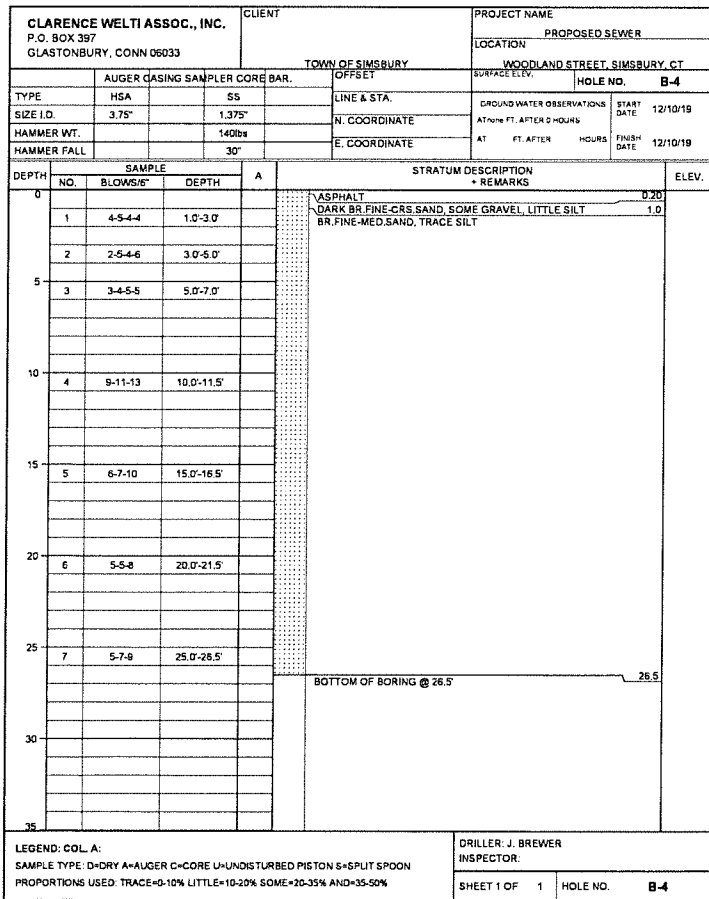 CLARENCE WELTI ASSOC., INC.
P.O. BOX 397
GLASTONBURY, CONN 06033
CLIENT
TOWN OF SIMSBURY
PROJECT NAME
PROPOSED SEWER
LOCATION
WOODLAND STREET, SIMSBURY, CT
AUGER CASING SAMPLER CORE BAR.
OFFSET
SURFACE ELEV.
HOLE NO. B-4
TYPE HSA SS
LINE & STA.
GROUND WATER OBSERVATIONS
START DATE 12/10/19
SIZE I.D. 3.75" 1.375"
N. COORDINATE
AT none FT. AFTER 0 HOURS
HAMMER WT. 140lbs
E. COORDINATE
AT FT. AFTER HOURS
FINISH DATE 12/10/19
HAMMER FALL 30"
DEPTH SAMPLE A STRATUM DESCRIPTION + REMARKS ELEV.
NO. BLOWS/6" DEPTH
0
ASPHALT 0.20
DARK BR.FINE-CRS.SAND, SOME GRAVEL, LITTLE SILT 1.0
1 4-5-4-4 1.0'-3.0'
BR.FINE-MED.SAND, TRACE SILT
2 2-5-4-6 3.0'-5.0'
5
3 3-4-5-5 5.0'-7.0'
10
4 9-11-13 10.0'-11.5'
15
5 6-7-10 15.0'-16.5'
20
6 5-5-8 20.0'-21.5'
25
7 5-7-9 25.0'-26.5'
26.5
BOTTOM OF BORING @ 26.5'
30
35
LEGEND: COL. A:
SAMPLE TYPE: D=DRY A=AUGER C=CORE U=UNDISTURBED PISTON S=SPLIT SPOON
PROPORTIONS USED: TRACE=0-10% LITTLE=10-20% SOME=20-35% AND=35-50%
DRILLER: J. BREWER
INSPECTOR:
SHEET 1 OF 1 HOLE NO. B-4